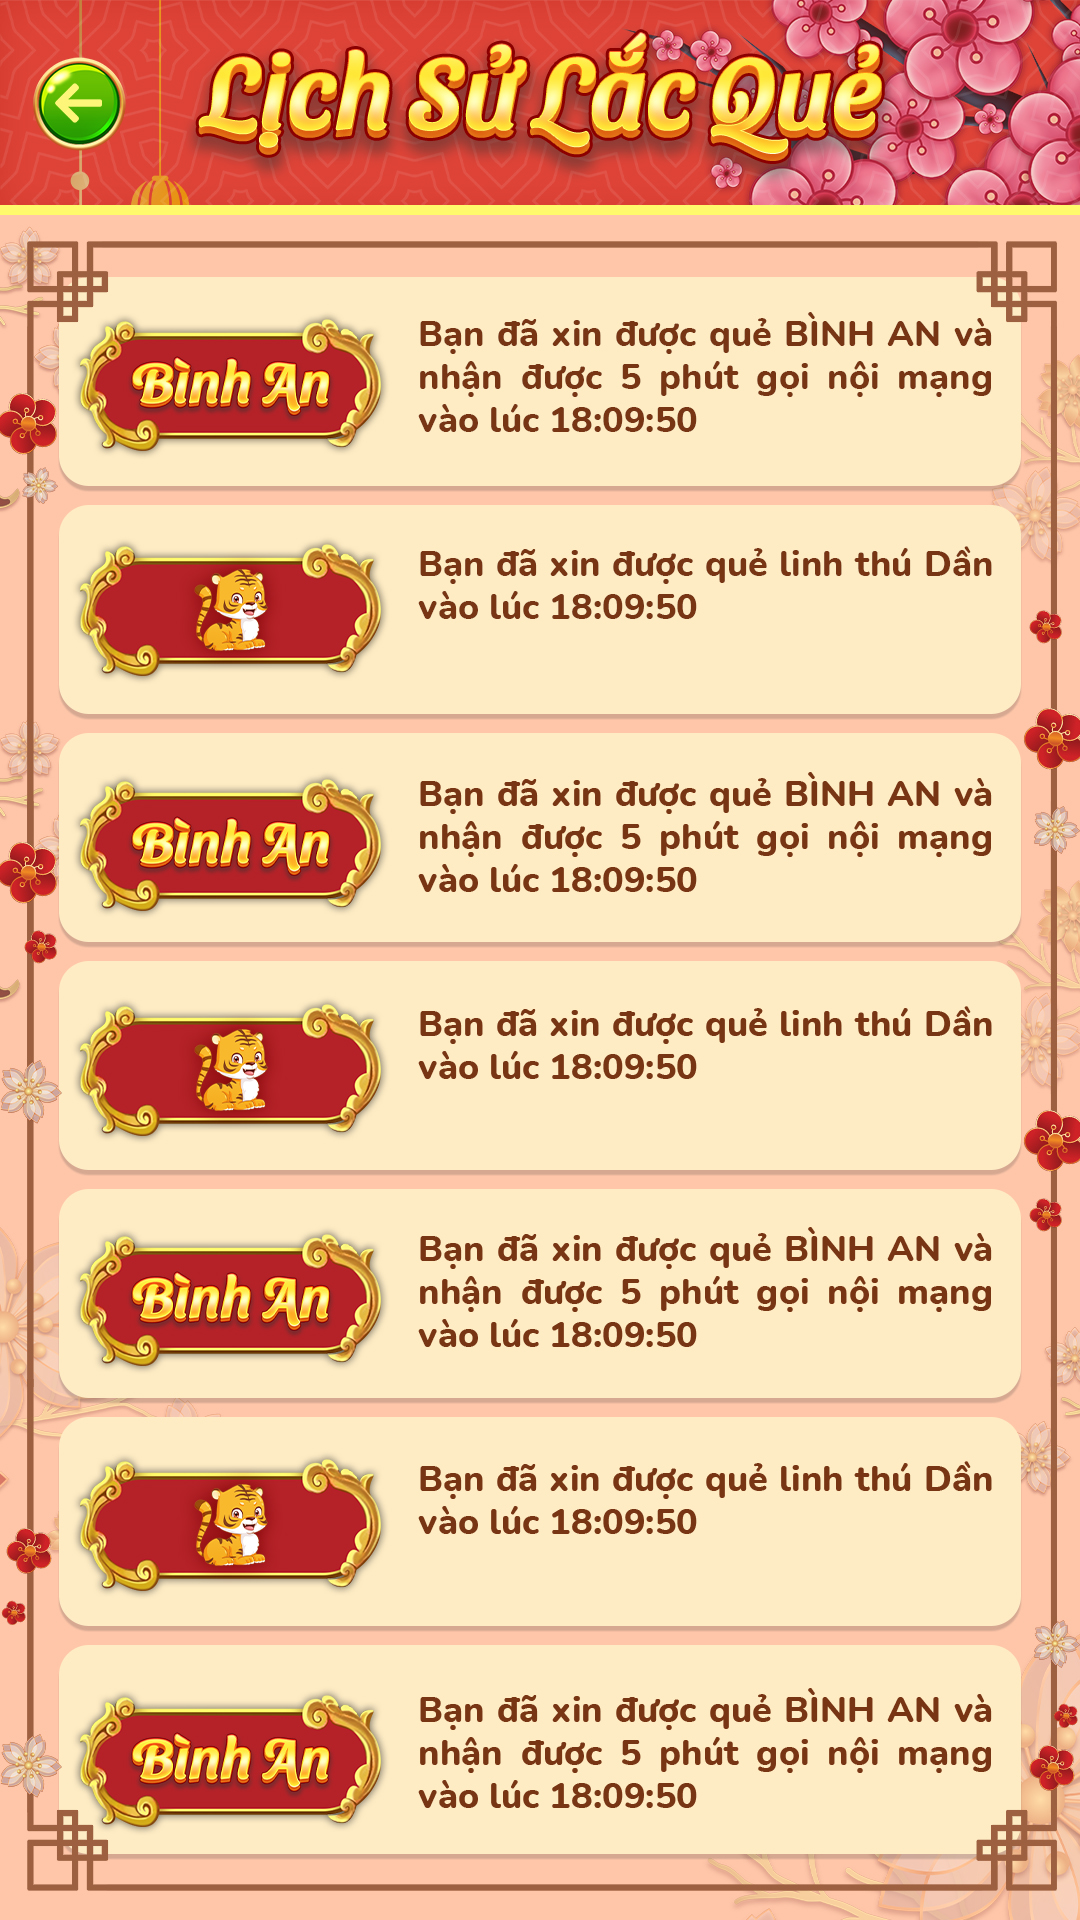 Lịch Sử Lắc Quẻ
Bình An
Bạn đã xin được quẻ BÌNH AN và
nhận được 5 phút gọi nội mạng
vào lúc 18:09:50
Bạn đã xin được quẻ linh thú Dần
vào lúc 18:09:50
Bình An
Bạn đã xin được quẻ BÌNH AN và
nhận được 5 phút gọi nội mạng
vào lúc 18:09:50
Bạn đã xin được quẻ linh thú Dần
vào lúc 18:09:50
Bình An
Bạn đã xin được quẻ BÌNH AN và
nhận được 5 phút gọi nội mạng
vào lúc 18:09:50
Bạn đã xin được quẻ linh thú Dần
vào lúc 18:09:50
Bình An
Bạn đã xin được quẻ BÌNH AN và
nhận được 5 phút gọi nội mạng
vào lúc 18:09:50